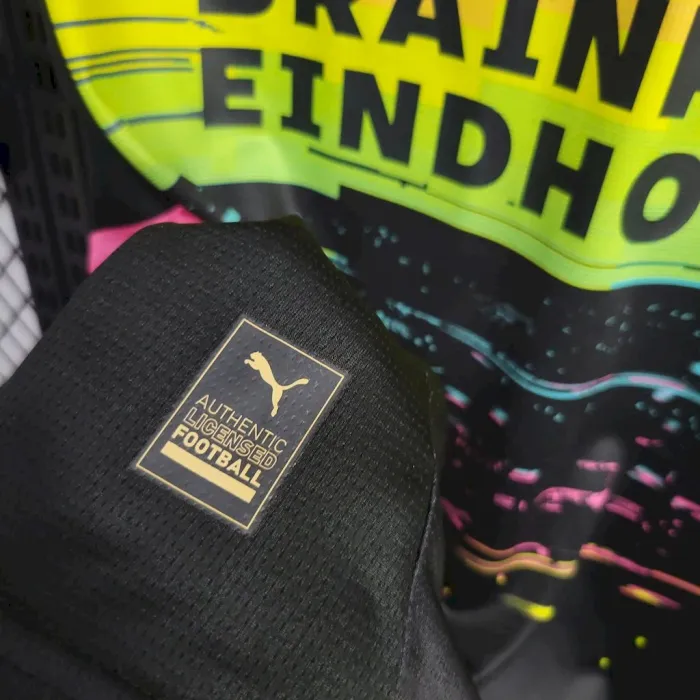 BRAINP
EINDHO
AUTHENTIC
LICENSED
FOOTBALL